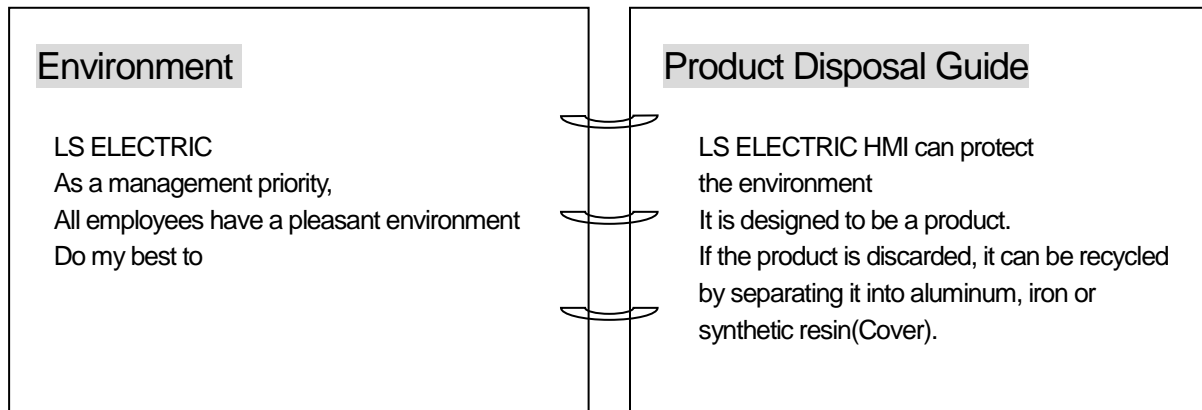 Environment
LS ELECTRIC
As a management priority,
All employees have a pleasant environment
Do my best to
Product Disposal Guide
LS ELECTRIC HMI can protect
the environment
It is designed to be a product.
If the product is discarded, it can be recycled
by separating it into aluminum, iron or
synthetic resin(Cover).